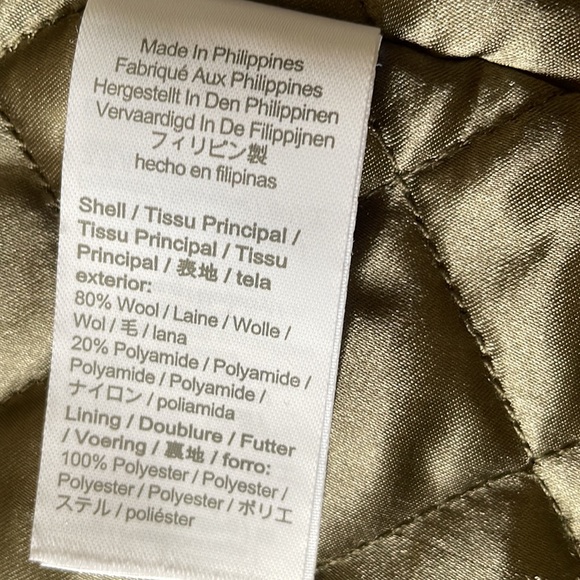 Made In Philippines
Fabriqué Aux Philippines
Hergestellt In Den Philippinen
Vervaardigd In De Filippijnen
フィリピン製
hecho en filipinas
Shell / Tissu Principal /
Tissu Principal / Tissu
Principal / 表地 / tela
exterior:
80% Wool / Laine / Wolle /
Wol / 毛 / lana
20% Polyamide / Polyamide /
Polyamide / Polyamide /
ナイロン / poliamida
Lining / Doublure / Futter
/ Voering / 裏地 / forro:
100% Polyester / Polyester /
Polyester / Polyester / ポリエ
ステル / poliéster